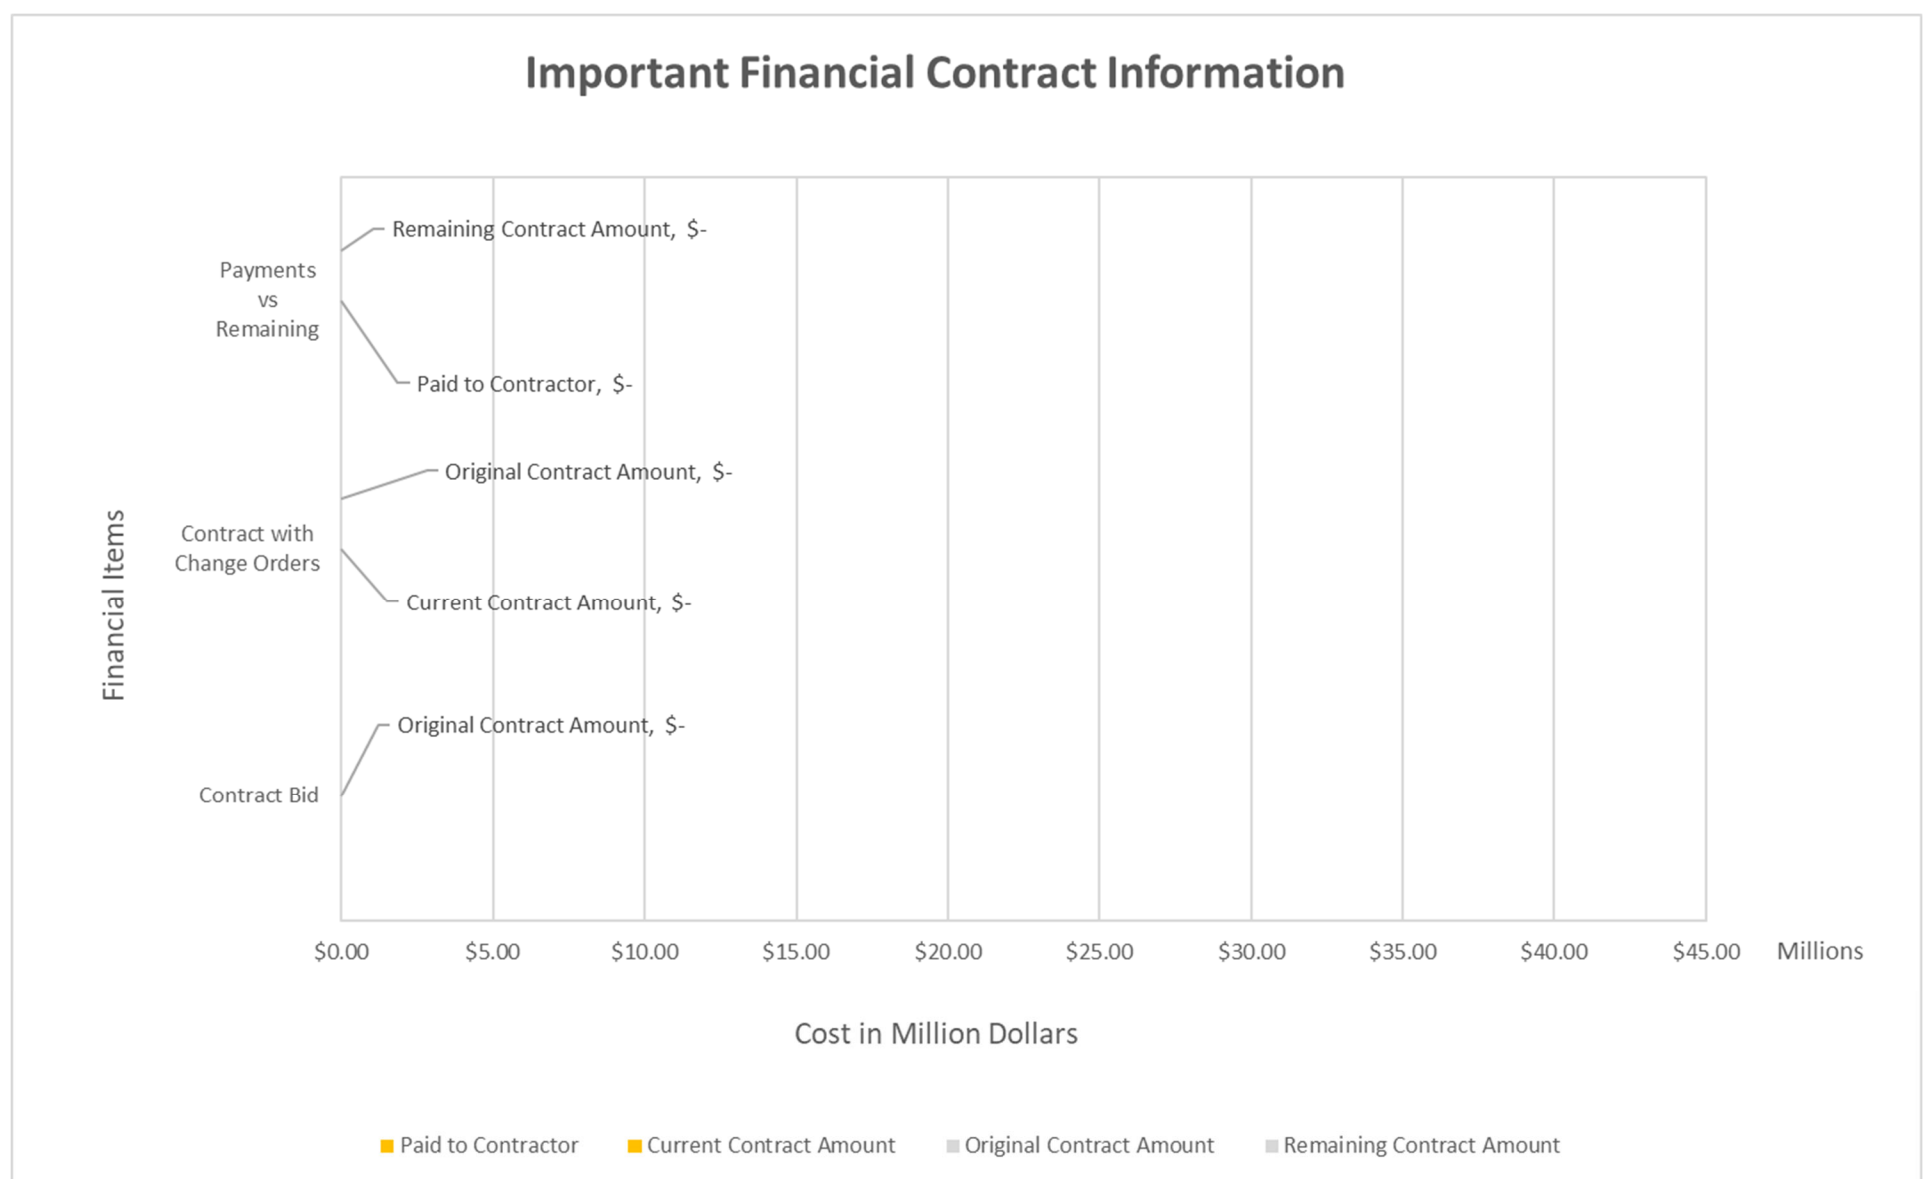 Important Financial Contract Information
Remaining Contract Amount, $-
Payments
vs
Remaining
Paid to Contractor, $-
Original Contract Amount, $-
Contract with
Change Orders
Current Contract Amount, $-
Financial Items
Original Contract Amount, $-
Contract Bid
$0.00 $5.00 $10.00 $15.00 $20.00 $25.00 $30.00 $35.00 $40.00 $45.00 Millions
Cost in Million Dollars
Paid to Contractor Current Contract Amount Original Contract Amount Remaining Contract Amount